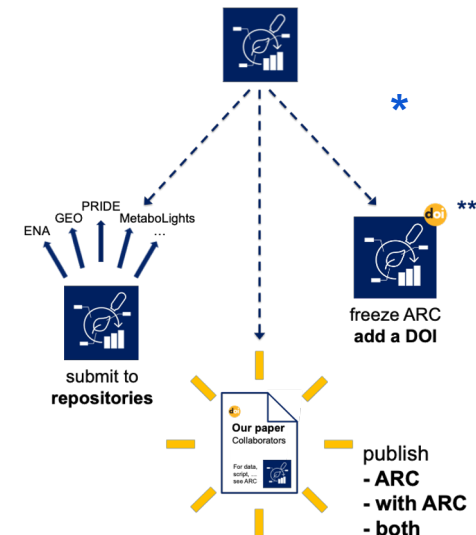 *
doi
**
PRIDE
GEO
MetaboLights
ENA
...
freeze ARC
add a DOI
submit to
repositories
doi
Our paper
Collaborators
For data,
script, ...
see ARC
publish
- ARC
- with ARC
- both